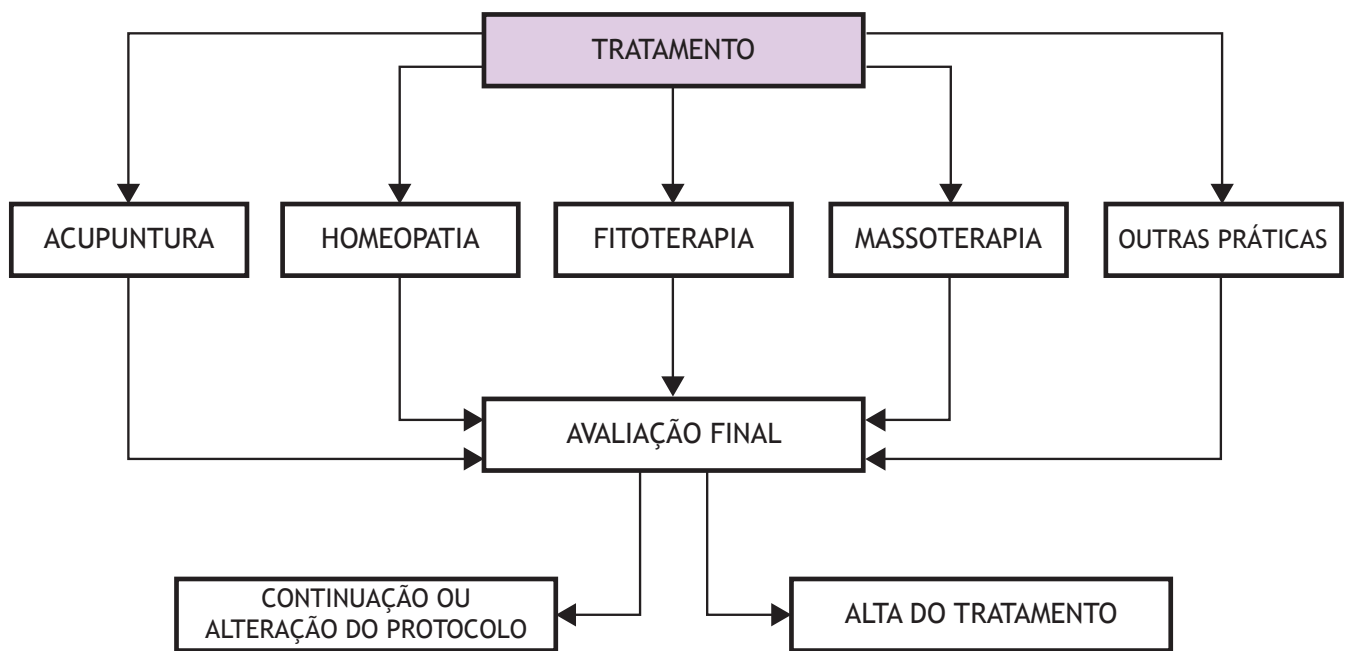 TRATAMENTO
ACUPUNTURA
HOMEOPATIA
FITOTERAPIA
MASSOTERAPIA
OUTRAS PRÁTICAS
AVALIAÇÃO FINAL
CONTINUAÇÃO OU
ALTERAÇÃO DO PROTOCOLO
ALTA DO TRATAMENTO